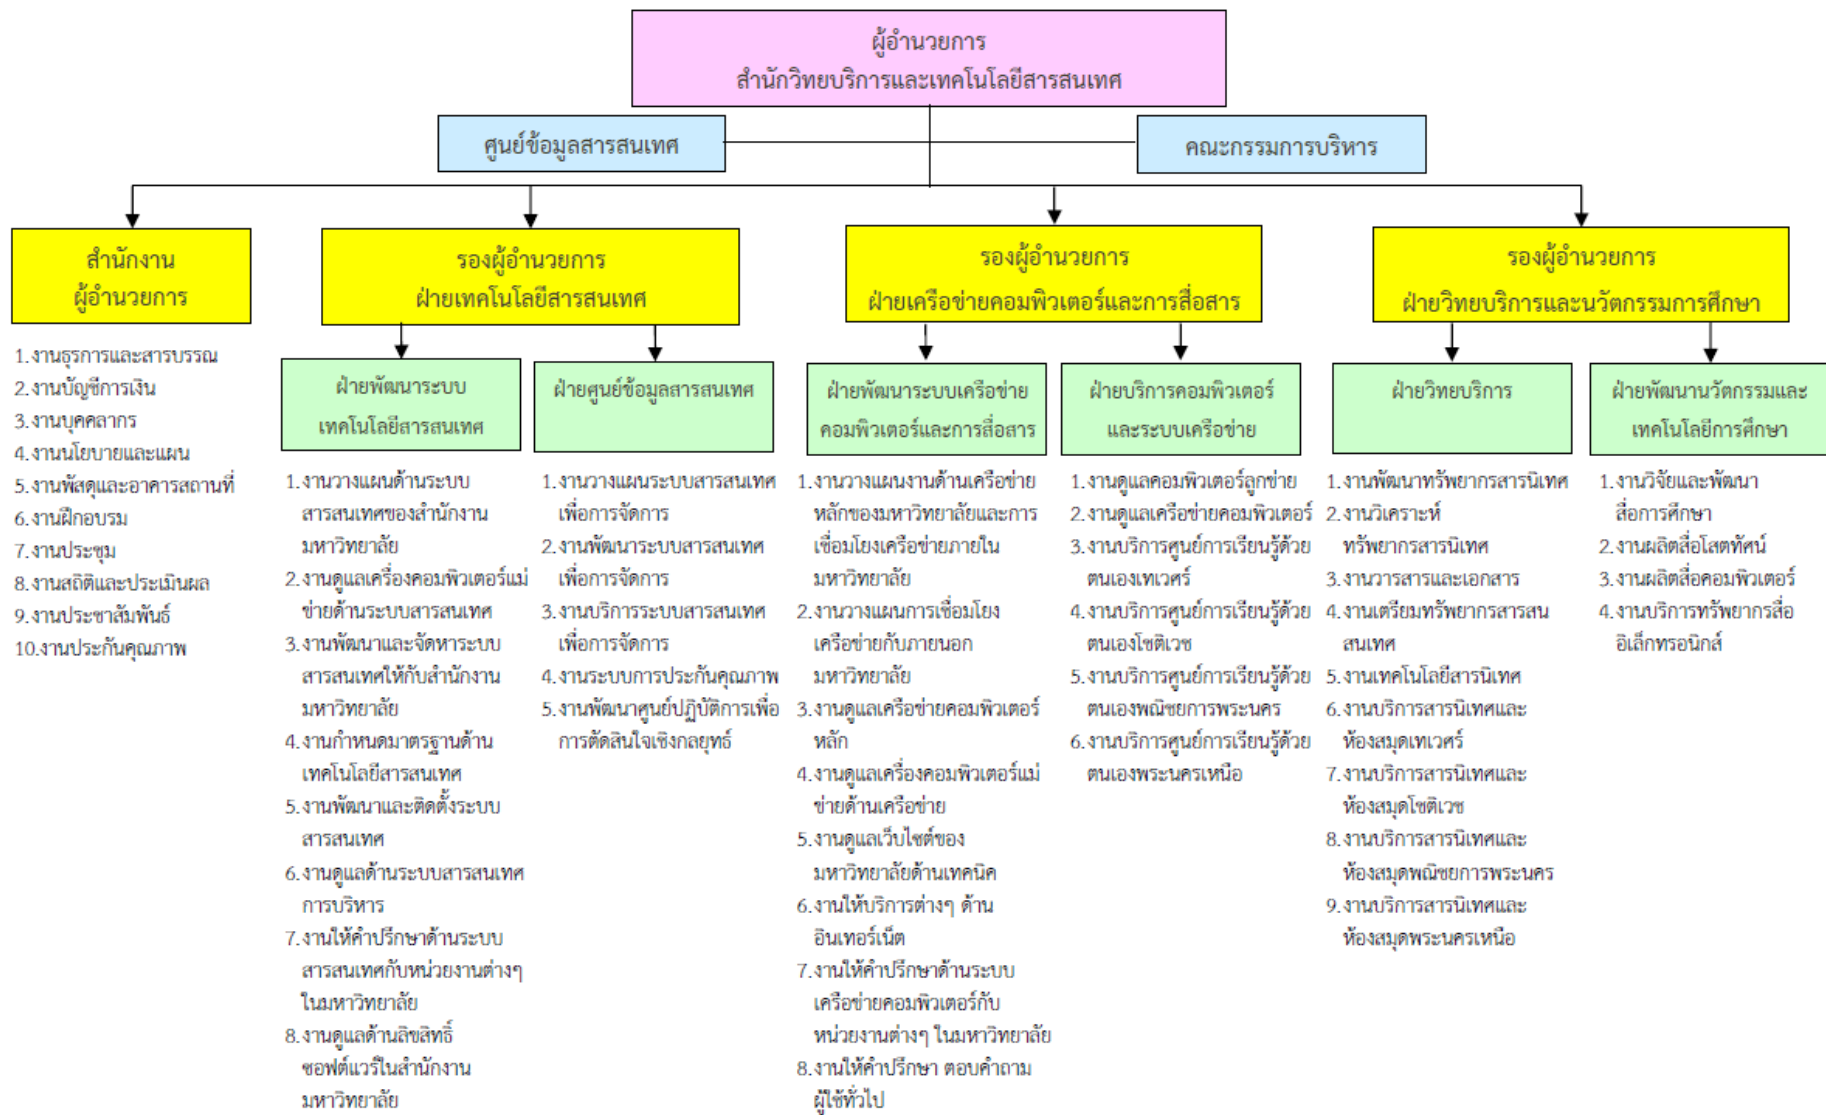 ผู้อำนวยการ
สำนักวิทยบริการและเทคโนโลยีสารสนเทศ
ศูนย์ข้อมูลสารสนเทศ
คณะกรรมการบริหาร
สำนักงาน
ผู้อำนวยการ
1.งานธุรการและสารบรรณ
2.งานบัญชีการเงิน
3.งานบุคคลากร
4.งานนโยบายและแผน
5.งานพัสดุและอาคารสถานที่
6.งานฝึกอบรม
7.งานประชุม
8.งานสถิติและประเมินผล
9.งานประชาสัมพันธ์
10.งานประกันคุณภาพ
รองผู้อำนวยการ
ฝ่ายเทคโนโลยีสารสนเทศ
ฝ่ายพัฒนาระบบ
เทคโนโลยีสารสนเทศ
1.งานวางแผนด้านระบบ
สารสนเทศของสำนักงาน
มหาวิทยาลัย
2.งานดูแลเครื่องคอมพิวเตอร์แม่
ข่ายด้านระบบสารสนเทศ
3.งานพัฒนาและจัดหาระบบ
สารสนเทศให้กับสำนักงาน
มหาวิทยาลัย
4.งานกำหนดมาตรฐานด้าน
เทคโนโลยีสารสนเทศ
5.งานพัฒนาและติดตั้งระบบ
สารสนเทศ
6.งานดูแลด้านระบบสารสนเทศ
การบริหาร
7.งานให้คำปรึกษาด้านระบบ
สารสนเทศกับหน่วยงานต่างๆ
ในมหาวิทยาลัย
8.งานดูแลด้านลิขสิทธิ์
ซอฟต์แวร์ในสำนักงาน
มหาวิทยาลัย
ฝ่ายศูนย์ข้อมูลสารสนเทศ
1.งานวางแผนระบบสารสนเทศ
เพื่อการจัดการ
2.งานพัฒนาระบบสารสนเทศ
เพื่อการจัดการ
3.งานบริการระบบสารสนเทศ
เพื่อการจัดการ
4.งานระบบการประกันคุณภาพ
5.งานพัฒนาศูนย์ปฏิบัติการเพื่อ
การตัดสินใจเชิงกลยุทธ์
รองผู้อำนวยการ
ฝ่ายเครือข่ายคอมพิวเตอร์และการสื่อสาร
ฝ่ายพัฒนาระบบเครือข่าย
คอมพิวเตอร์และการสื่อสาร
1.งานวางแผนงานด้านเครือข่าย
หลักของมหาวิทยาลัยและการ
เชื่อมโยงเครือข่ายภายใน
มหาวิทยาลัย
2.งานวางแผนการเชื่อมโยง
เครือข่ายกับภายนอก
มหาวิทยาลัย
3.งานดูแลเครือข่ายคอมพิวเตอร์
หลัก
4.งานดูแลเครื่องคอมพิวเตอร์แม่
ข่ายด้านเครือข่าย
5.งานดูแลเว็บไซต์ของ
มหาวิทยาลัยด้านเทคนิค
6.งานให้บริการต่างๆ ด้าน
อินเทอร์เน็ต
7.งานให้คำปรึกษาด้านระบบ
เครือข่ายคอมพิวเตอร์กับ
หน่วยงานต่างๆ ในมหาวิทยาลัย
8.งานให้คำปรึกษา ตอบคำถาม
ผู้ใช้ทั่วไป
ฝ่ายบริการคอมพิวเตอร์
และระบบเครือข่าย
1.งานดูแลคอมพิวเตอร์ลูกข่าย
2.งานดูแลเครือข่ายคอมพิวเตอร์
3.งานบริการศูนย์การเรียนรู้ด้วย
ตนเองเทเวศร์
4.งานบริการศูนย์การเรียนรู้ด้วย
ตนเองโชติเวช
5.งานบริการศูนย์การเรียนรู้ด้วย
ตนเองพณิชยการพระนคร
6.งานบริการศูนย์การเรียนรู้ด้วย
ตนเองพระนครเหนือ
รองผู้อำนวยการ
ฝ่ายวิทยบริการและนวัตกรรมการศึกษา
ฝ่ายวิทยบริการ
1.งานพัฒนาทรัพยากรสารนิเทศ
2.งานวิเคราะห์
ทรัพยากรสารนิเทศ
3.งานวารสารและเอกสาร
4.งานเตรียมทรัพยากรสารสน
สนเทศ
5.งานเทคโนโลยีสารนิเทศ
6.งานบริการสารนิเทศและ
ห้องสมุดเทเวศร์
7.งานบริการสารนิเทศและ
ห้องสมุดโชติเวช
8.งานบริการสารนิเทศและ
ห้องสมุดพณิชยการพระนคร
9.งานบริการสารนิเทศและ
ห้องสมุดพระนครเหนือ
ฝ่ายพัฒนานวัตกรรมและ
เทคโนโลยีการศึกษา
1.งานวิจัยและพัฒนา
สื่อการศึกษา
2.งานผลิตสื่อโสตทัศน์
3.งานผลิตสื่อคอมพิวเตอร์
4.งานบริการทรัพยากรสื่อ
อิเล็กทรอนิกส์